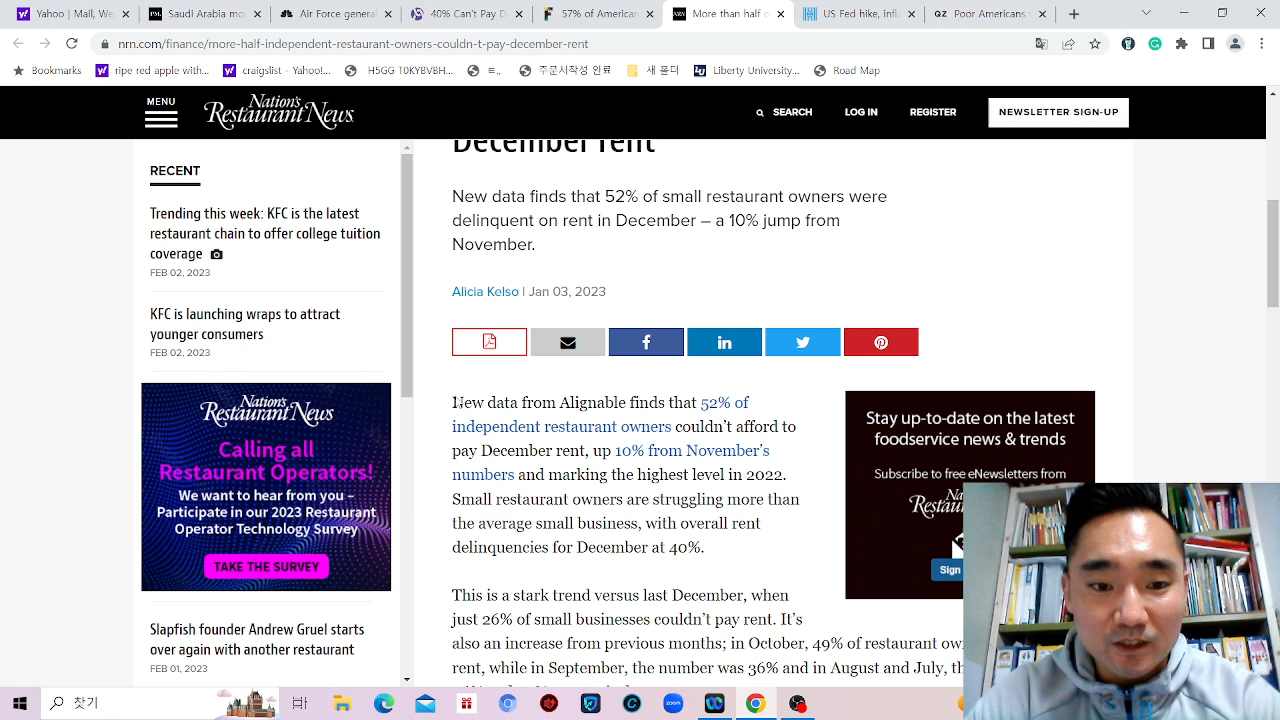 Yahoo Mail
Most wante
Air force gene
40% Can't Pay
57% of Americ
More than half o
US Fed hike, infl
Poor American
nrn.com/finance/more-half-independent-restaurant-owners-couldn-t-pay-december-rent
Bookmarks
ripe red apple with...
craigslist - Yahoo...
H5GG TOKYBVBH...
주문서작성 인료
새 폴더
Liberty University...
Road Map
MENU
Nation's
Restaurant News
SEARCH
LOG IN
REGISTER
NEWSLETTER SIGN-UP
December rent
RECENT
Trending this week: KFC is the latest
restaurant chain to offer college tuition
coverage
FEB 02, 2023
KFC is launching wraps to attract
younger consumers
FEB 02, 2023
Nation's
Restaurant News
Calling all
Restaurant Operators!
We want to hear from you –
Participate in our 2023 Restaurant
Operator Technology Survey
TAKE THE SURVEY
Slapfish founder Andrew Gruel starts
over again with another restaurant
FEB 01, 2023
New data finds that 52% of small restaurant owners were
delinquent on rent in December – a 10% jump from
November.
Alicia Kelso | Jan 03, 2023
New data from Alignable finds that 52% of
independent restaurant owners couldn't afford to
pay December rent, up 10% from November's
numbers and marking the highest level in 2022.
Small restaurant owners are struggling more than
the average small business, with overall rent
delinquencies for December at 40%.
This is a stark trend versus last December, when
just 26% of small businesses couldn't pay rent. It's
also an increase from previous months; in October, 49% of restaurant ow
rent, while in September, the number was 36% and in August and July, th
Stay up-to-date on the latest
foodservice news & trends
Subscribe to free eNewsletters from
Sign
찾기
zoom